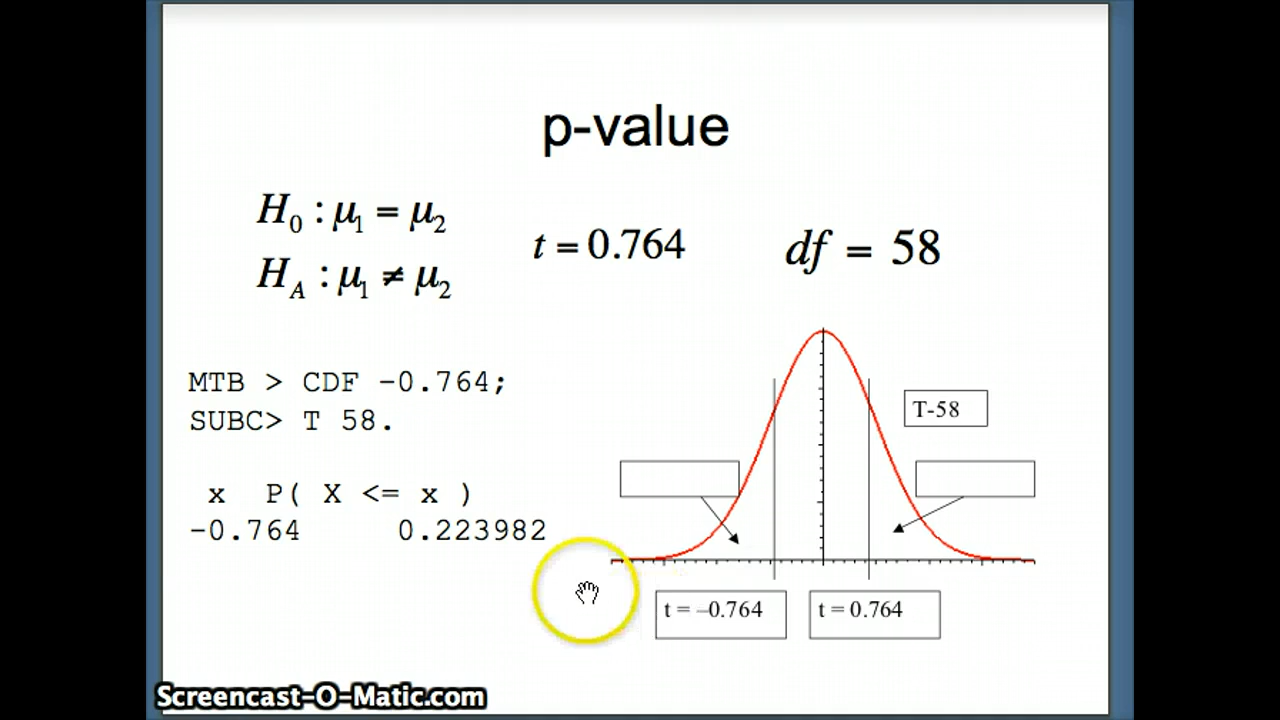 p-value
H₀ : μ₁ = μ₂
t = 0.764
df = 58
H_A : μ₁ ≠ μ₂
MTB > CDF -0.764;
SUBC> T 58.
x P( X <= x )
-0.764 0.223982
T-58
t = –0.764
t = 0.764
Screencast-O-Matic.com